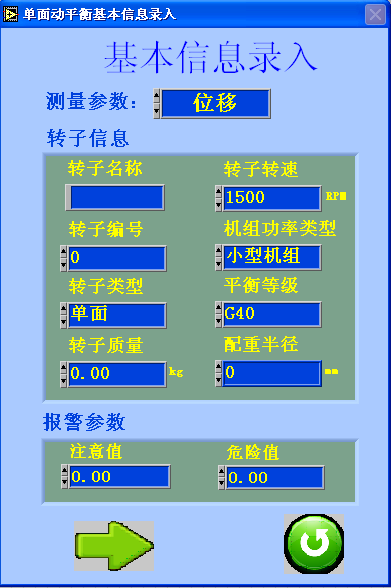 单面动平衡基本信息录入
基本信息录入
测量参数： 位移
转子信息
转子名称 转子转速
1500 RPM
转子编号 机组功率类型
0 小型机组
转子类型 平衡等级
单面 G40
转子质量 配重半径
0.00 kg 0 mm
报警参数
注意值 危险值
0.00 0.00